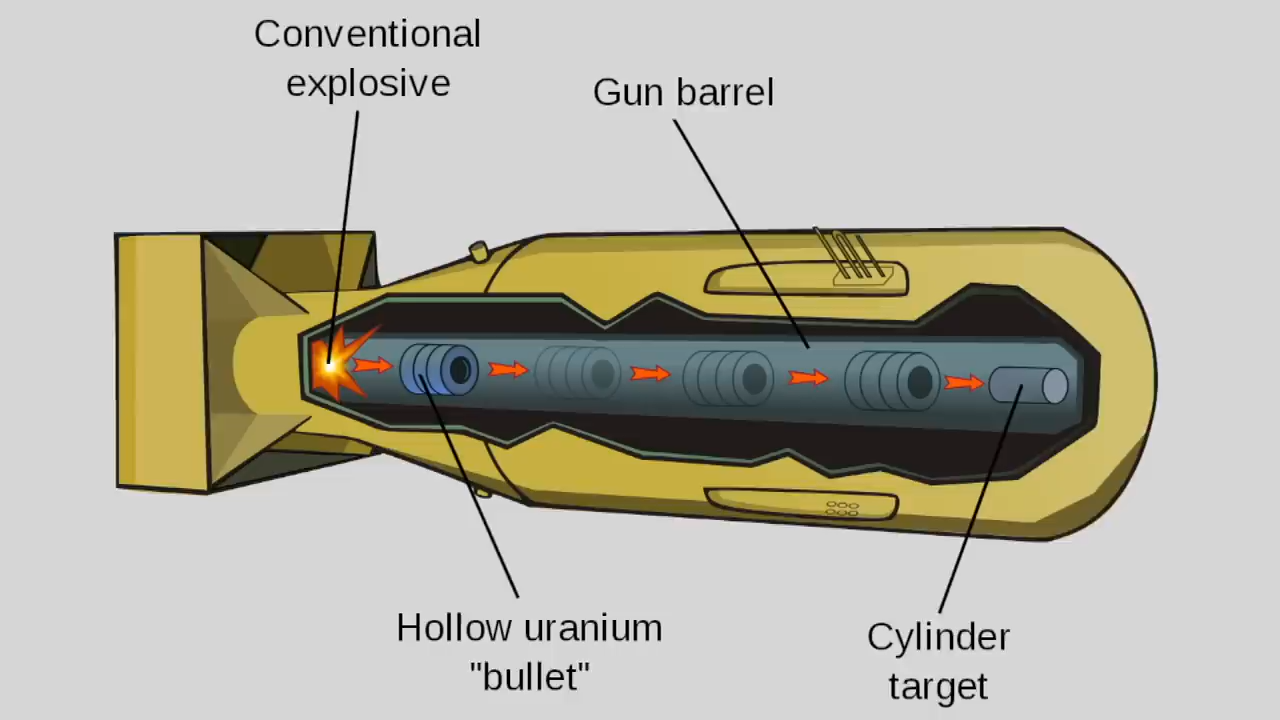 Conventional
explosive
Gun barrel
Hollow uranium
"bullet"
Cylinder
target